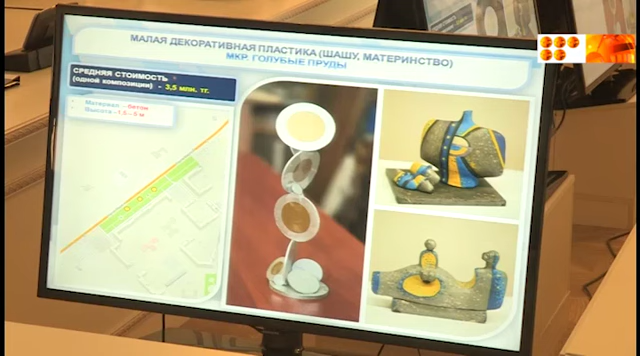 МАЛАЯ ДЕКОРАТИВНАЯ ПЛАСТИКА (ШАШУ, МАТЕРИНСТВО)
МКР. ГОЛУБЫЕ ПРУДЫ
СРЕДНЯЯ СТОИМОСТЬ
(одной композиции) - 3,5 млн. тг.
Материал - бетон
Высота - 1,5 – 5 м